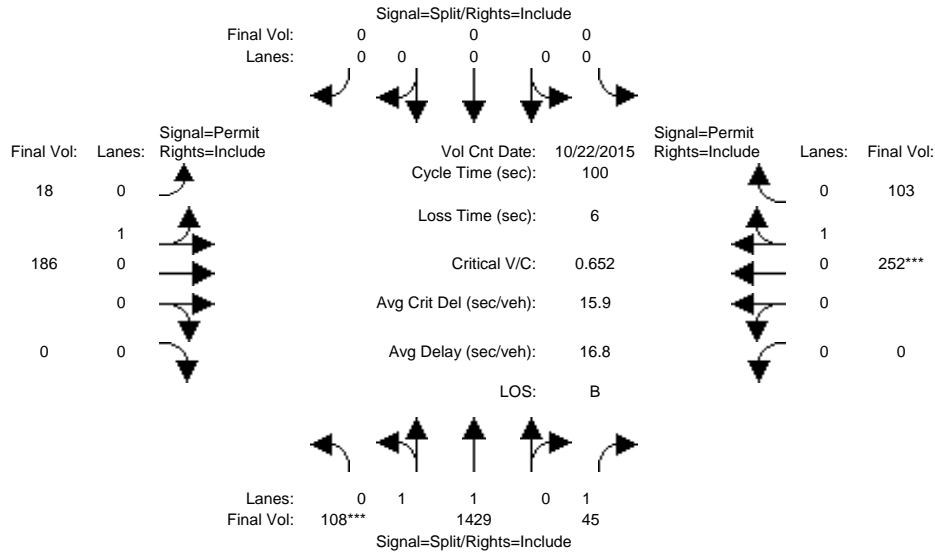 Signal=Split/Rights=Include
Final Vol: 0 0 0
Lanes: 0 0 0 0 0
Signal=Permit
Final Vol: Lanes: Rights=Include
Vol Cnt Date: 10/22/2015
Signal=Permit
Rights=Include Lanes: Final Vol:
Cycle Time (sec): 100
18 0
0 103
Loss Time (sec): 6
1
1
186 0
Critical V/C: 0.652
0 252***
0
Avg Crit Del (sec/veh): 15.9
0
0 0
Avg Delay (sec/veh): 16.8
0 0
LOS: B
Lanes: 0 1 1 0 1
Final Vol: 108*** 1429 45
Signal=Split/Rights=Include